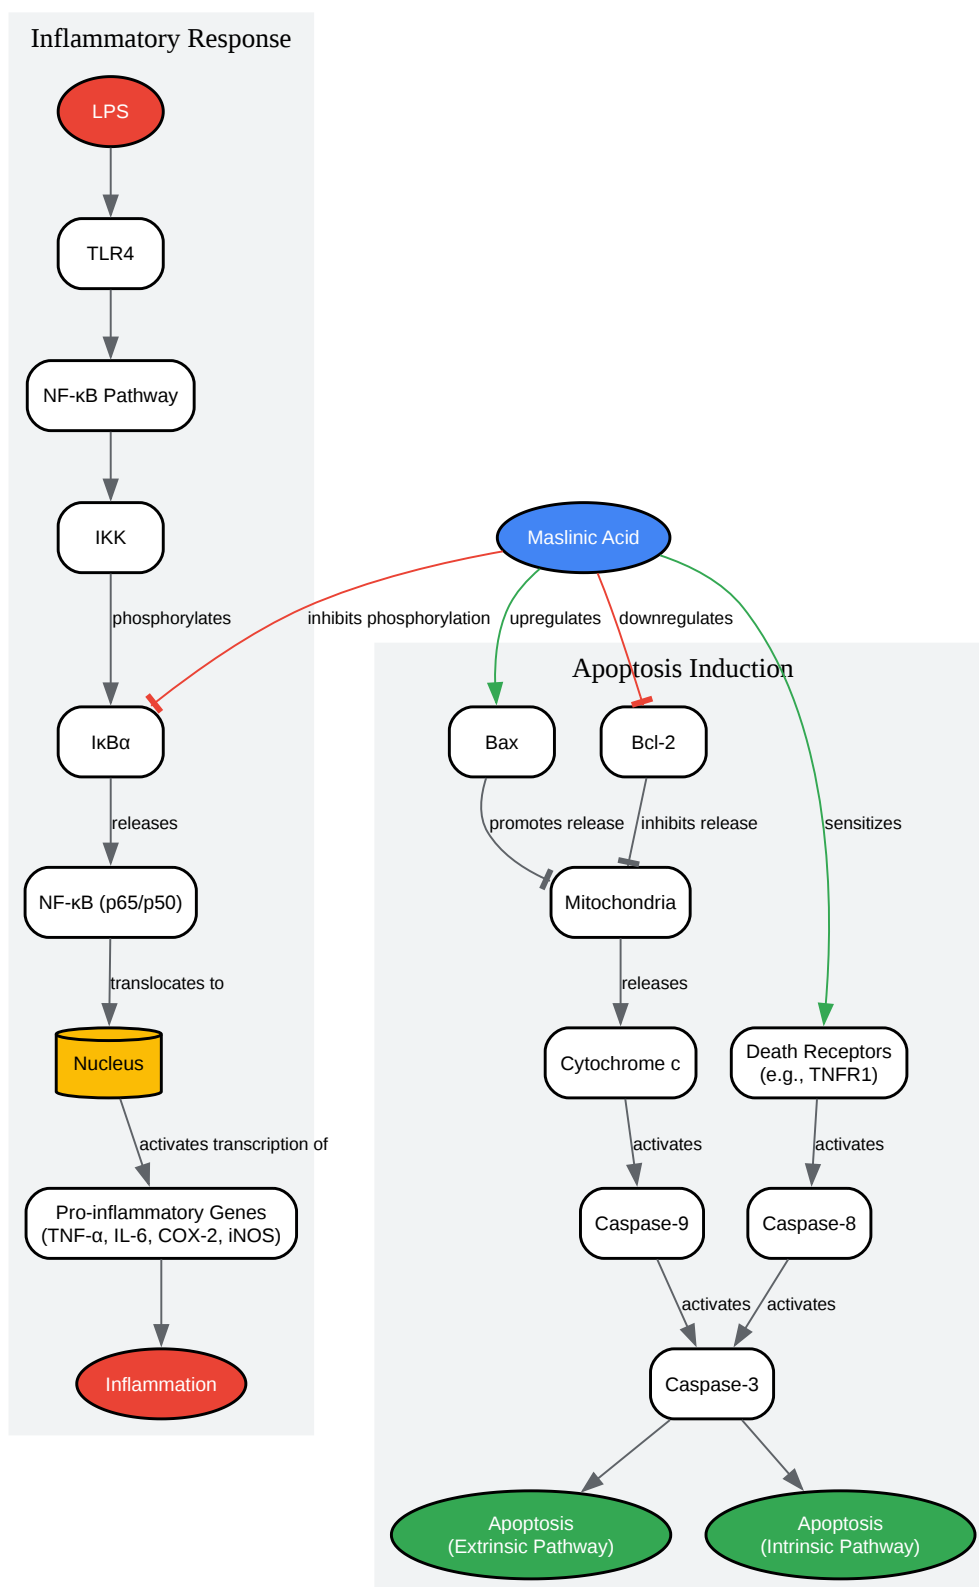 Inflammatory Response
LPS
TLR4
NF-κB Pathway
IKK
Maslinic Acid
phosphorylates
inhibits phosphorylation
upregulates
downregulates
Apoptosis Induction
IκBα
Bax
Bcl-2
releases
promotes release
inhibits release
sensitizes
NF-κB (p65/p50)
Mitochondria
translocates to
releases
Nucleus
Cytochrome c
Death Receptors
(e.g., TNFR1)
activates transcription of
activates
activates
Pro-inflammatory Genes
(TNF-α, IL-6, COX-2, iNOS)
Caspase-9
Caspase-8
activates
activates
Inflammation
Caspase-3
Apoptosis
(Extrinsic Pathway)
Apoptosis
(Intrinsic Pathway)